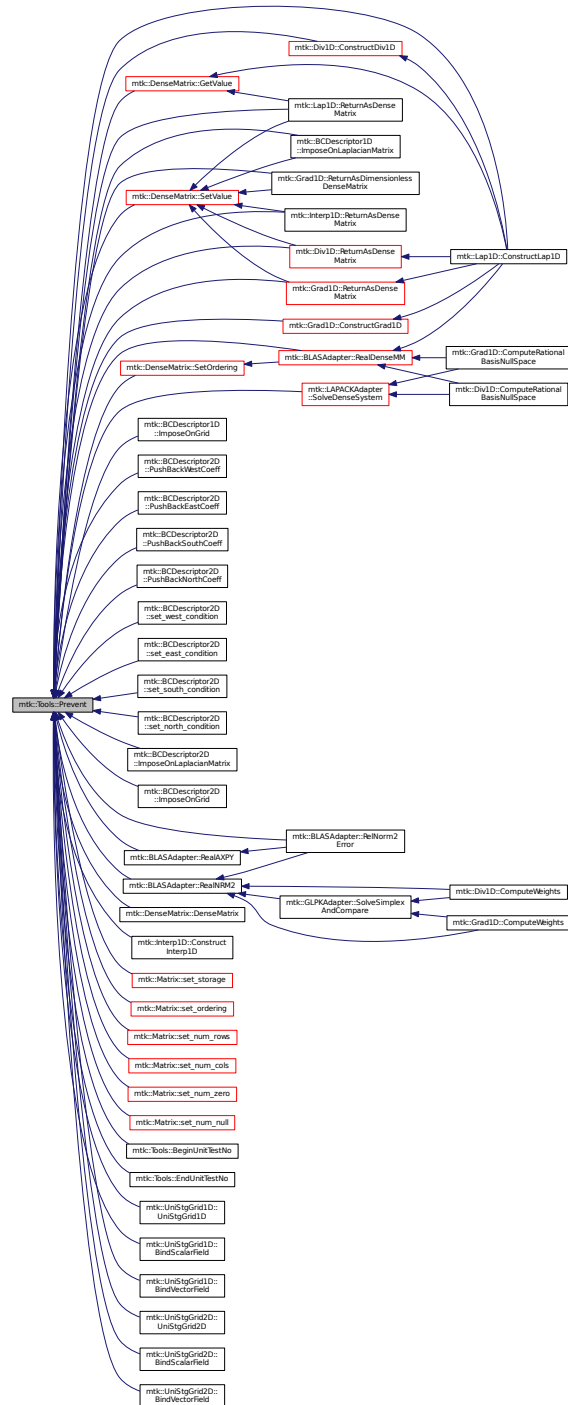 mtk::Div1D::ConstructDiv1D
mtk::DenseMatrix::GetValue
mtk::Lap1D::ReturnAsDense
Matrix
mtk::BCDescriptor1D
::ImposeOnLaplacianMatrix
mtk::Grad1D::ReturnAsDimensionless
DenseMatrix
mtk::DenseMatrix::SetValue
mtk::Interp1D::ReturnAsDense
Matrix
mtk::Div1D::ReturnAsDense
Matrix
mtk::Lap1D::ConstructLap1D
mtk::Grad1D::ReturnAsDense
Matrix
mtk::Grad1D::ConstructGrad1D
mtk::BLASAdapter::RealDenseMM
mtk::Grad1D::ComputeRational
BasisNullSpace
mtk::DenseMatrix::SetOrdering
mtk::LAPACKAdapter
::SolveDenseSystem
mtk::Div1D::ComputeRational
BasisNullSpace
mtk::BCDescriptor1D
::ImposeOnGrid
mtk::BCDescriptor2D
::PushBackWestCoeff
mtk::BCDescriptor2D
::PushBackEastCoeff
mtk::BCDescriptor2D
::PushBackSouthCoeff
mtk::BCDescriptor2D
::PushBackNorthCoeff
mtk::BCDescriptor2D
::set_west_condition
mtk::BCDescriptor2D
::set_east_condition
mtk::BCDescriptor2D
::set_south_condition
mtk::Tools::Prevent
mtk::BCDescriptor2D
::set_north_condition
mtk::BCDescriptor2D
::ImposeOnLaplacianMatrix
mtk::BCDescriptor2D
::ImposeOnGrid
mtk::BLASAdapter::RelNorm2
Error
mtk::BLASAdapter::RealAXPY
mtk::BLASAdapter::RealNRM2
mtk::Div1D::ComputeWeights
mtk::GLPKAdapter::SolveSimplex
AndCompare
mtk::DenseMatrix::DenseMatrix
mtk::Grad1D::ComputeWeights
mtk::Interp1D::Construct
Interp1D
mtk::Matrix::set_storage
mtk::Matrix::set_ordering
mtk::Matrix::set_num_rows
mtk::Matrix::set_num_cols
mtk::Matrix::set_num_zero
mtk::Matrix::set_num_null
mtk::Tools::BeginUnitTestNo
mtk::Tools::EndUnitTestNo
mtk::UniStgGrid1D::
UniStgGrid1D
mtk::UniStgGrid1D::
BindScalarField
mtk::UniStgGrid1D::
BindVectorField
mtk::UniStgGrid2D::
UniStgGrid2D
mtk::UniStgGrid2D::
BindScalarField
mtk::UniStgGrid2D::
BindVectorField